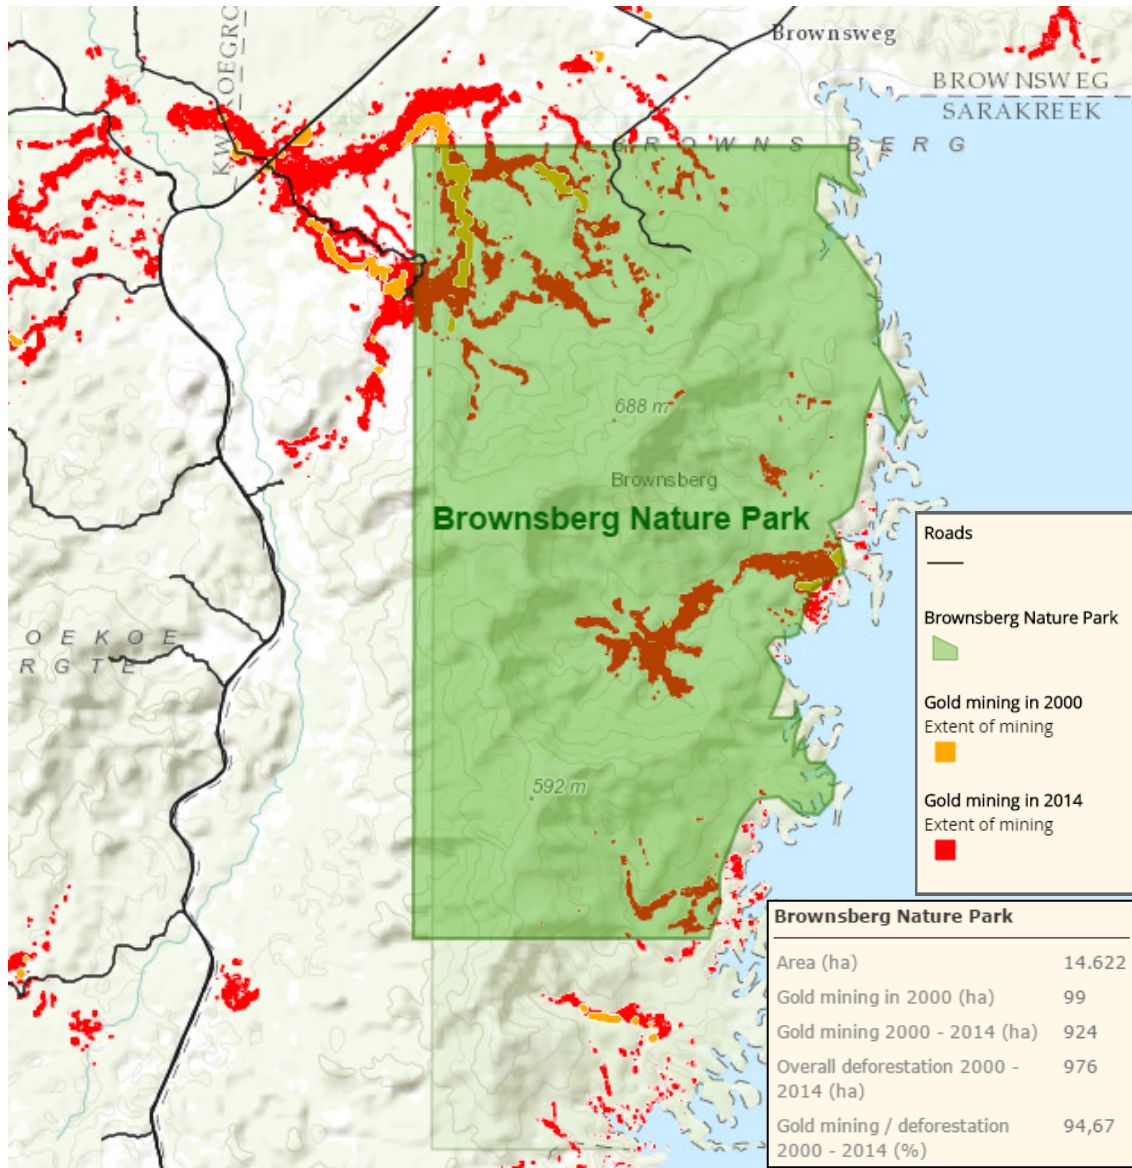 Brownsweg
KWAKOEGRO
BROWNSWEG
SARAKREEK
BROWNSBERG
688 m
Brownsberg
Brownsberg Nature Park
OEKOE
RGTE
592 m
Roads
Brownsberg Nature Park
Gold mining in 2000
Extent of mining
Gold mining in 2014
Extent of mining
Brownsberg Nature Park
Area (ha) 14.622
Gold mining in 2000 (ha) 99
Gold mining 2000 - 2014 (ha) 924
Overall deforestation 2000 - 976
2014 (ha)
Gold mining / deforestation 94,67
2000 - 2014 (%)